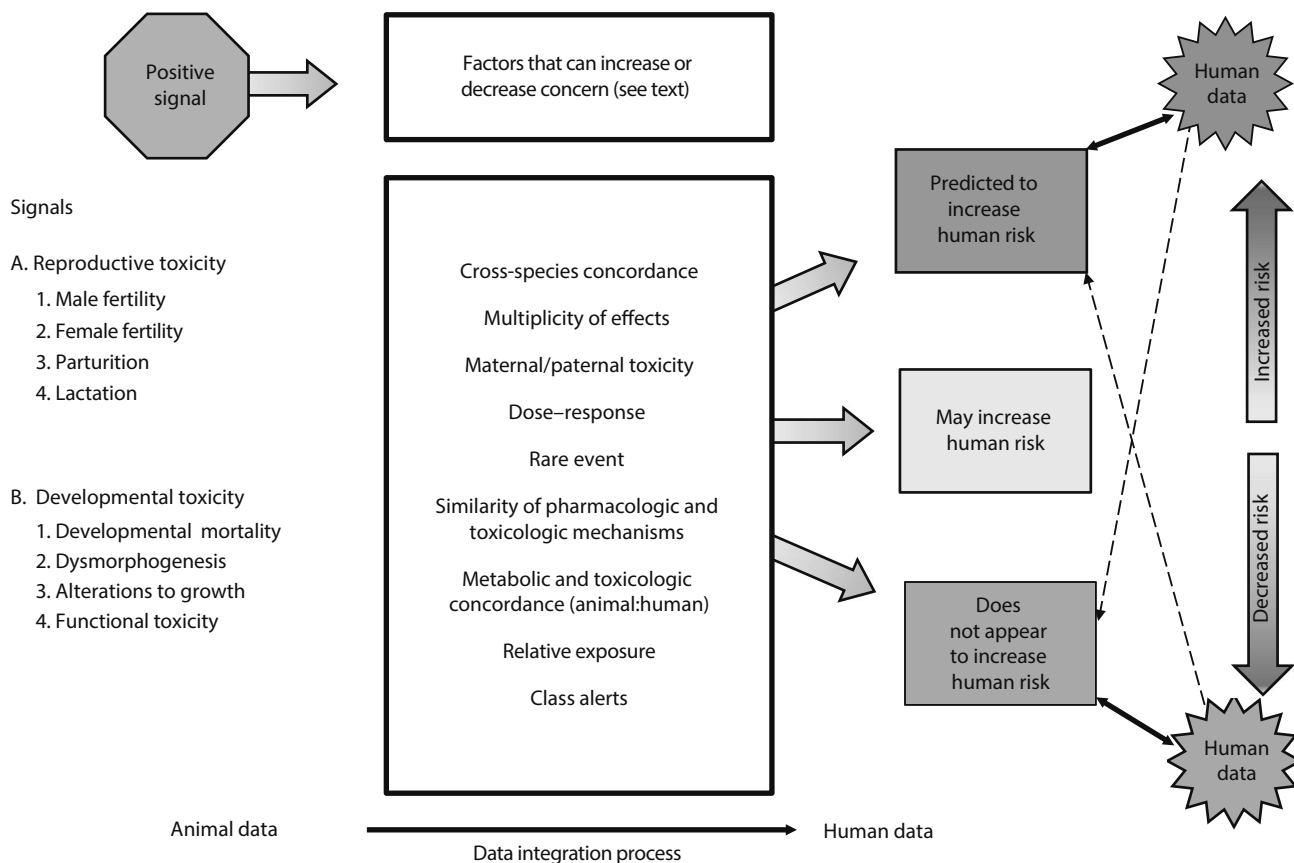 Positive
signal
Factors that can increase or
decrease concern (see text)
Human
data
Signals
A. Reproductive toxicity
1. Male fertility
2. Female fertility
3. Parturition
4. Lactation
B. Developmental toxicity
1. Developmental mortality
2. Dysmorphogenesis
3. Alterations to growth
4. Functional toxicity
Cross-species concordance
Multiplicity of effects
Maternal/paternal toxicity
Dose–response
Rare event
Similarity of pharmacologic and
toxicologic mechanisms
Metabolic and toxicologic
concordance (animal:human)
Relative exposure
Class alerts
Predicted to
increase
human risk
May increase
human risk
Does
not appear
to increase
human risk
Increased risk
Decreased risk
Human
data
Animal data
Human data
Data integration process